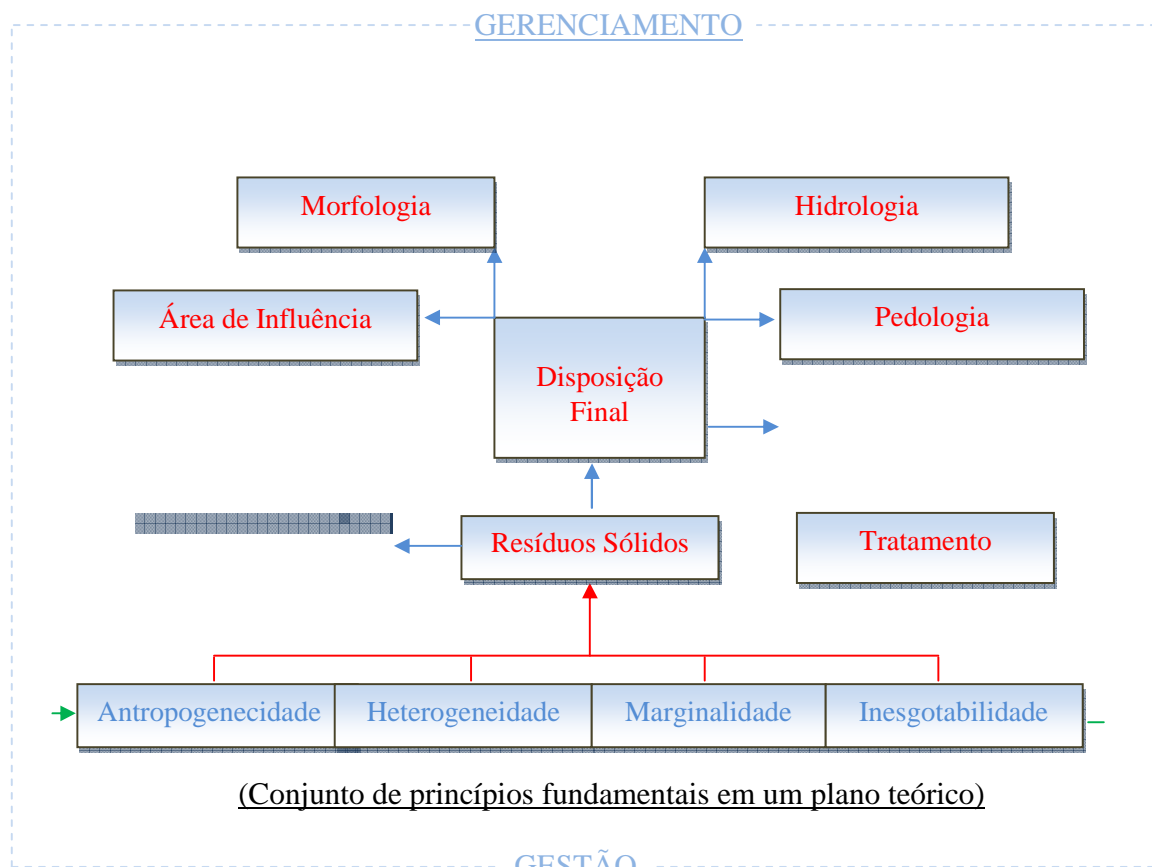 GERENCIAMENTO
Morfologia
Hidrologia
Área de Influência
Pedologia
Disposição
Final
Resíduos Sólidos
Tratamento
Antropogenecidade
Heterogeneidade
Marginalidade
Inesgotabilidade
(Conjunto de princípios fundamentais em um plano teórico)
GESTÃO